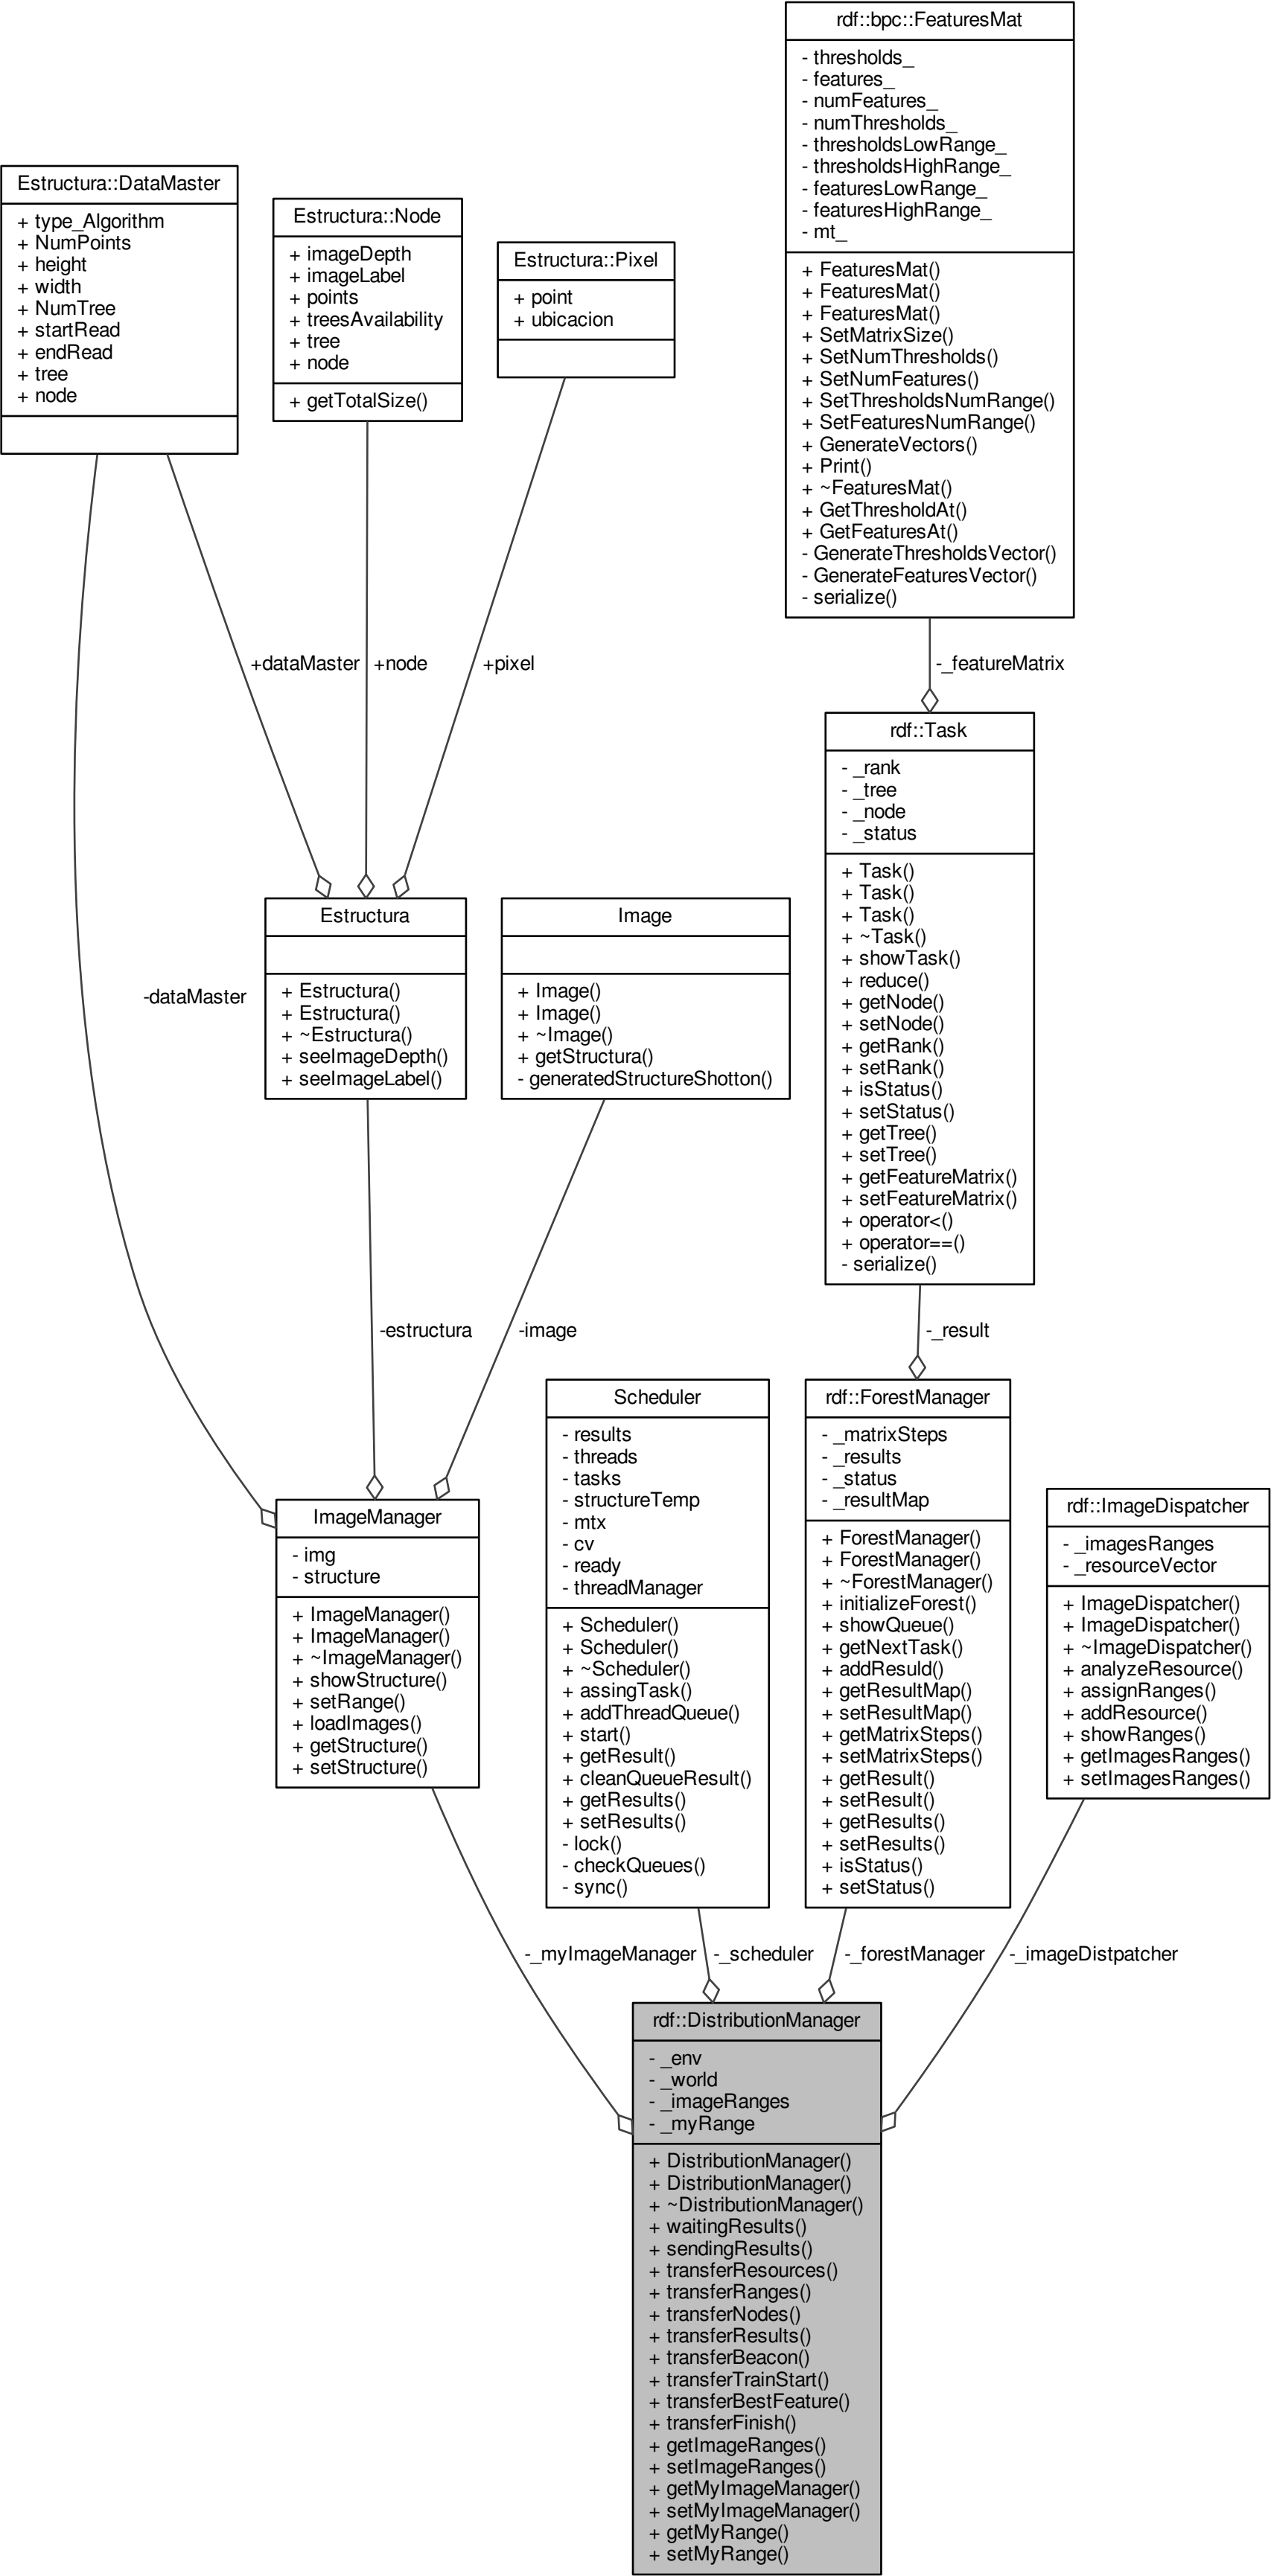 rdf::bpc::FeaturesMat
- thresholds_
- features_
- numFeatures_
- numThresholds_
- thresholdsLowRange_
- thresholdsHighRange_
- featuresLowRange_
- featuresHighRange_
- mt_
+ FeaturesMat()
+ FeaturesMat()
+ FeaturesMat()
+ SetMatrixSize()
+ SetNumThresholds()
+ SetNumFeatures()
+ SetThresholdsNumRange()
+ SetFeaturesNumRange()
+ GenerateVectors()
+ Print()
+ ~FeaturesMat()
+ GetThresholdAt()
+ GetFeaturesAt()
- GenerateThresholdsVector()
- GenerateFeaturesVector()
- serialize()
Estructura::DataMaster
+ type_Algorithm
+ NumPoints
+ height
+ width
+ NumTree
+ startRead
+ endRead
+ tree
+ node
Estructura::Node
+ imageDepth
+ imageLabel
+ points
+ treesAvailability
+ tree
+ node
+ getTotalSize()
Estructura::Pixel
+ point
+ ubicacion
+dataMaster
+node
+pixel
-_featureMatrix
rdf::Task
- _rank
- _tree
- _node
- _status
+ Task()
+ Task()
+ Task()
+ ~Task()
+ showTask()
+ reduce()
+ getNode()
+ setNode()
+ getRank()
+ setRank()
+ isStatus()
+ setStatus()
+ getTree()
+ setTree()
+ getFeatureMatrix()
+ setFeatureMatrix()
+ operator<()
+ operator==()
- serialize()
-dataMaster
Estructura
+ Estructura()
+ Estructura()
+ ~Estructura()
+ seeImageDepth()
+ seeImageLabel()
Image
+ Image()
+ Image()
+ ~Image()
+ getStructura()
- generatedStructureShotton()
-estructura
-image
-_result
ImageManager
- img
- structure
+ ImageManager()
+ ImageManager()
+ ~ImageManager()
+ showStructure()
+ setRange()
+ loadImages()
+ getStructure()
+ setStructure()
Scheduler
- results
- threads
- tasks
- structureTemp
- mtx
- cv
- ready
- threadManager
+ Scheduler()
+ Scheduler()
+ ~Scheduler()
+ assingTask()
+ addThreadQueue()
+ start()
+ getResult()
+ cleanQueueResult()
+ getResults()
+ setResults()
- lock()
- checkQueues()
- sync()
rdf::ForestManager
- _matrixSteps
- _results
- _status
- _resultMap
+ ForestManager()
+ ForestManager()
+ ~ForestManager()
+ initializeForest()
+ showQueue()
+ getNextTask()
+ addResuld()
+ getResultMap()
+ setResultMap()
+ getMatrixSteps()
+ setMatrixSteps()
+ getResult()
+ setResult()
+ getResults()
+ setResults()
+ isStatus()
+ setStatus()
rdf::ImageDispatcher
- _imagesRanges
- _resourceVector
+ ImageDispatcher()
+ ImageDispatcher()
+ ~ImageDispatcher()
+ analyzeResource()
+ assignRanges()
+ addResource()
+ showRanges()
+ getImagesRanges()
+ setImagesRanges()
-_myImageManager
-_scheduler
-_forestManager
-_imageDistpatcher
rdf::DistributionManager
- _env
- _world
- _imageRanges
- _myRange
+ DistributionManager()
+ DistributionManager()
+ ~DistributionManager()
+ waitingResults()
+ sendingResults()
+ transferResources()
+ transferRanges()
+ transferNodes()
+ transferResults()
+ transferBeacon()
+ transferTrainStart()
+ transferBestFeature()
+ transferFinish()
+ getImageRanges()
+ setImageRanges()
+ getMyImageManager()
+ setMyImageManager()
+ getMyRange()
+ setMyRange()